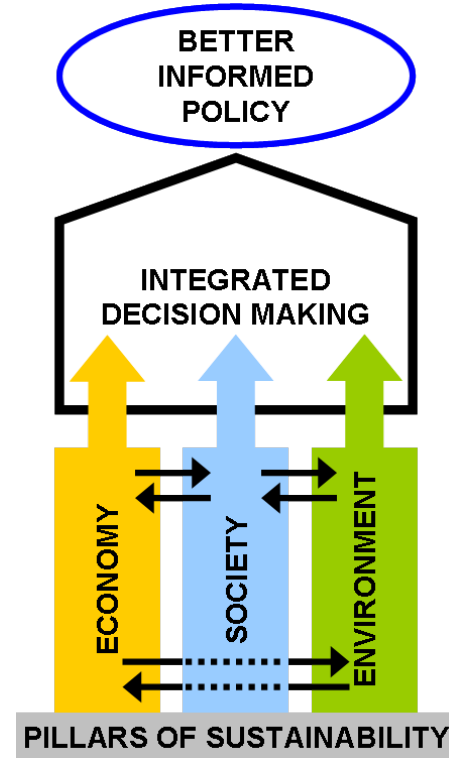 BETTER
INFORMED
POLICY
INTEGRATED
DECISION MAKING
ECONOMY
SOCIETY
ENVIRONMENT
PILLARS OF SUSTAINABILITY